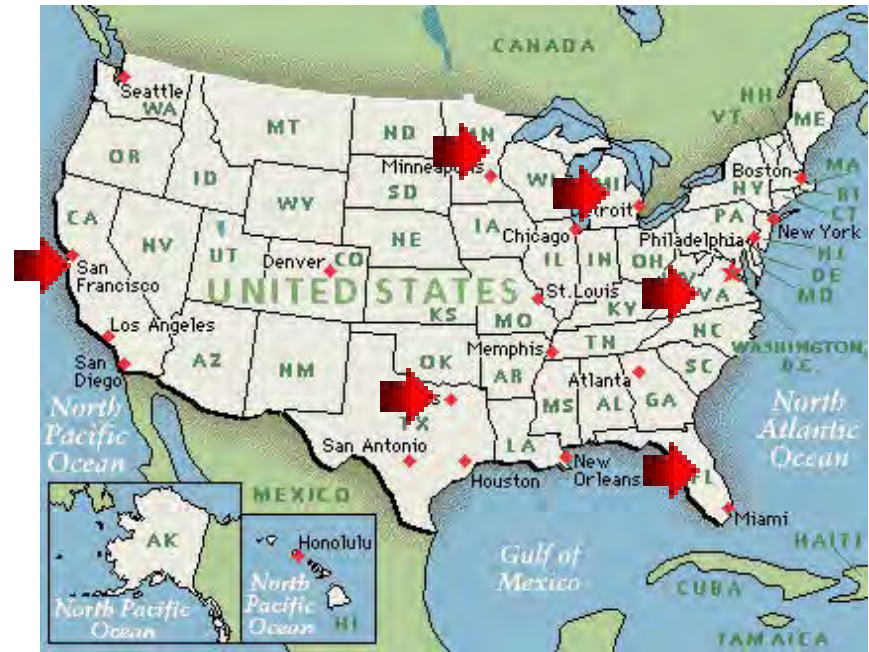 CANADA
Seattle
WA
MT
ND
MN
Minneapolis
OR
ID
WY
SD
WI
MI
Detroit
NH
VT
ME
Boston
MA
NY
RI
CT
New York
CA
NV
UT
Denver
CO
NE
IA
Chicago
IL
IN
OH
PA
Philadelphia
NJ
DE
MD
San
Francisco
UNITED STATES
KS
St.Louis
MO
KY
VA
WASHINGTON,
D.C.
Los Angeles
San
Diego
AZ
NM
OK
AR
Memphis
TN
NC
SC
Atlanta
MS
AL
GA
TX
San Antonio
LA
Houston
New
Orleans
FL
Miami
North
Pacific
Ocean
North
Atlantic
Ocean
MEXICO
Gulf of
Mexico
CUBA
HAITI
JAMAICA
AK
North Pacific
Ocean
Honolulu
North
Pacific
Ocean
HI